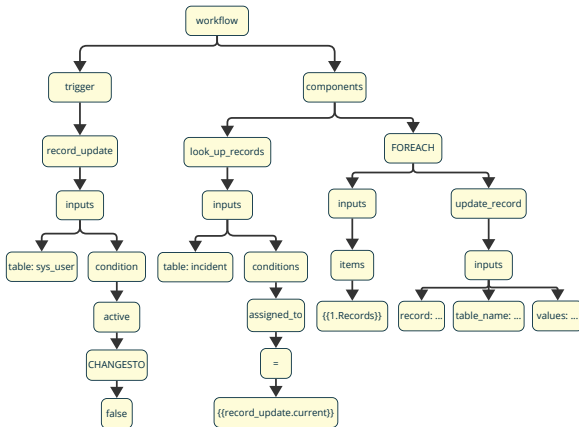 workflow
trigger
components
record_update
look_up_records
FOREACH
inputs
inputs
inputs
update_record
table: sys_user
condition
table: incident
conditions
items
inputs
active
assigned_to
{{1.Records}}
record: ...
table_name: ...
values: ...
CHANGESTO
=
false
{{record_update.current}}